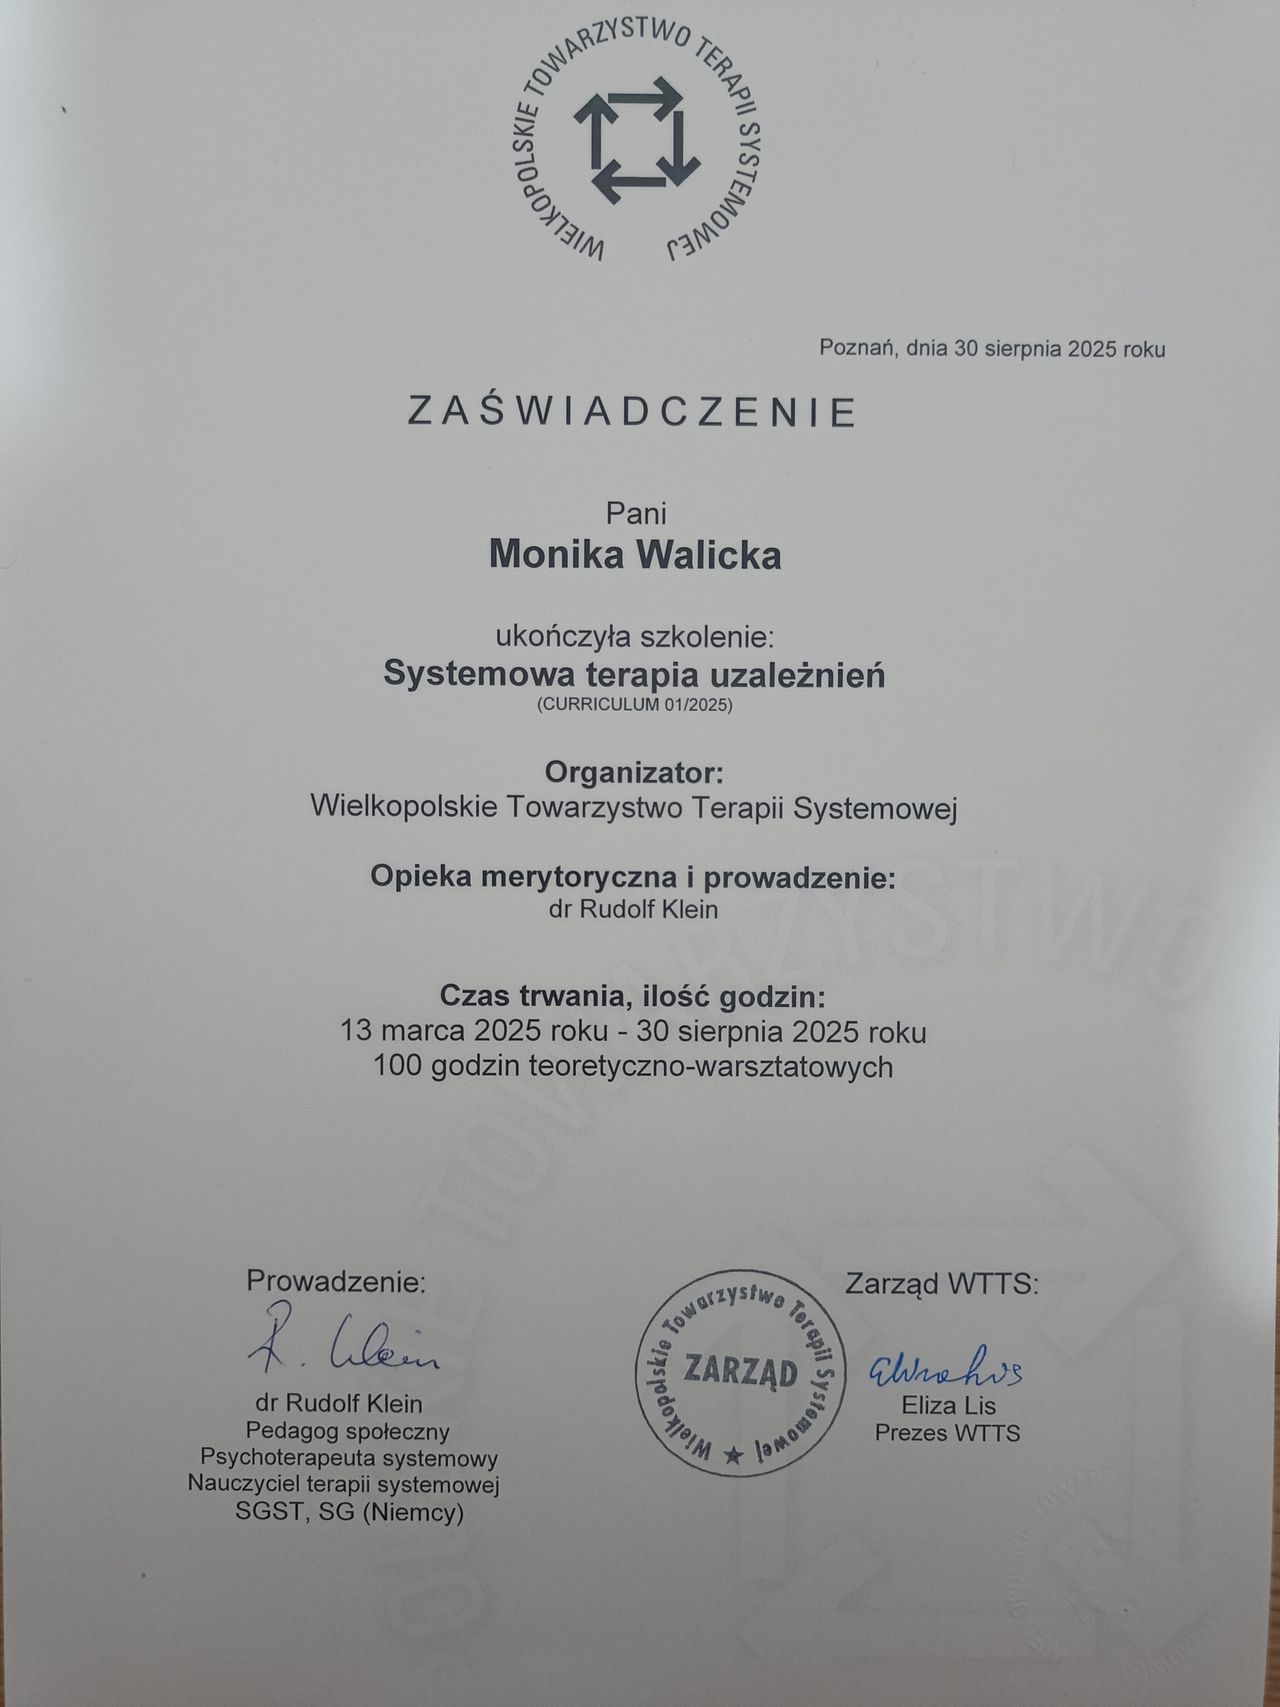 WIELKOPOLSKIE TOWARZYSTWO TERAPII SYSTEMOWEJ
Poznań, dnia 30 sierpnia 2025 roku
ZAŚWIADCZENIE
Pani
Monika Walicka
ukończyła szkolenie:
Systemowa terapia uzależnień
(CURRICULUM 01/2025)
Organizator:
Wielkopolskie Towarzystwo Terapii Systemowej
Opieka merytoryczna i prowadzenie:
dr Rudolf Klein
Czas trwania, ilość godzin:
13 marca 2025 roku - 30 sierpnia 2025 roku
100 godzin teoretyczno-warsztatowych
Prowadzenie:
R. Klein
dr Rudolf Klein
Pedagog społeczny
Psychoterapeuta systemowy
Nauczyciel terapii systemowej
SGST, SG (Niemcy)
Wielkopolskie Towarzystwo Terapii Systemowej
ZARZĄD
Zarząd WTTS:
Eliza Lis
Prezes WTTS